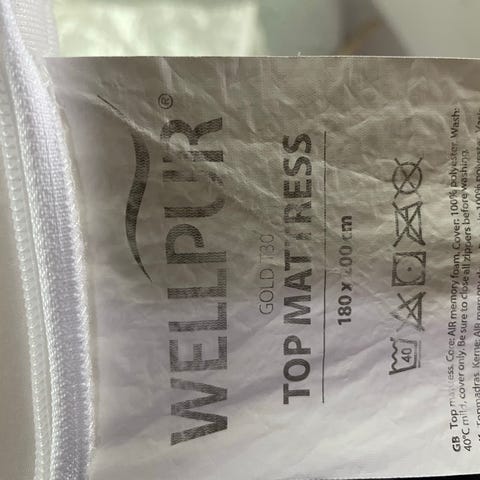 WELLPUR®
GOLD T30
TOP MATTRESS
180 x 200 cm
40
GB Top mattress. Core: AIR memory foam. Cover: 100% polyester. Wash:
40°C mild, cover only. Be sure to close all zippers before washing.